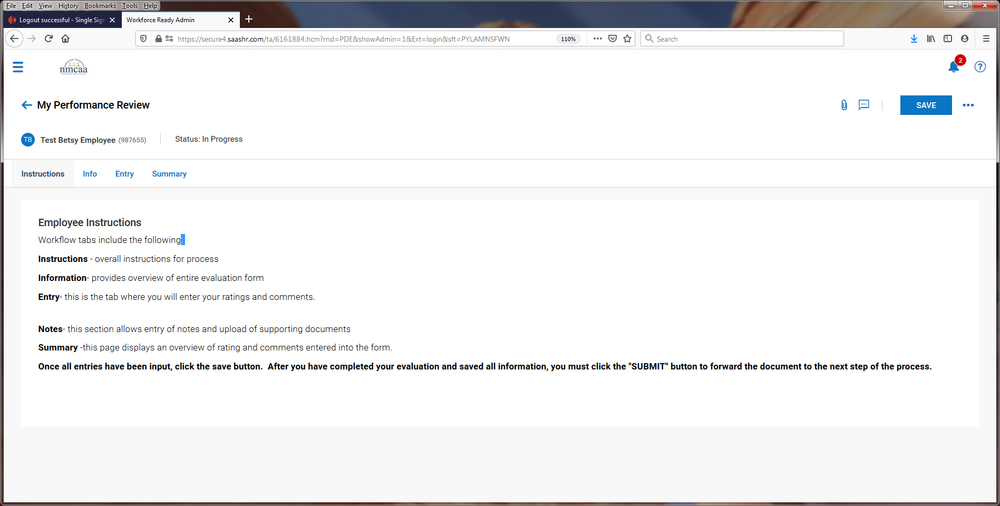 File Edit View History Bookmarks Tools Help
Logout successful - Single Sign
Workforce Ready Admin
https://secure4.saashr.com/ta/6161884.hcm?rnd=PDE&showAdmin=1&Ext=login&sft=PYLAMNSFWN
110%
Search
nmcaa
2
?
My Performance Review
SAVE
TB
Test Betsy Employee (987655)
Status: In Progress
Instructions Info Entry Summary
Employee Instructions
Workflow tabs include the following:
Instructions - overall instructions for process
Information- provides overview of entire evaluation form
Entry- this is the tab where you will enter your ratings and comments.
Notes- this section allows entry of notes and upload of supporting documents
Summary -this page displays an overview of rating and comments entered into the form.
Once all entries have been input, click the save button.  After you have completed your evaluation and saved all information, you must click the "SUBMIT" button to forward the document to the next step of the process.